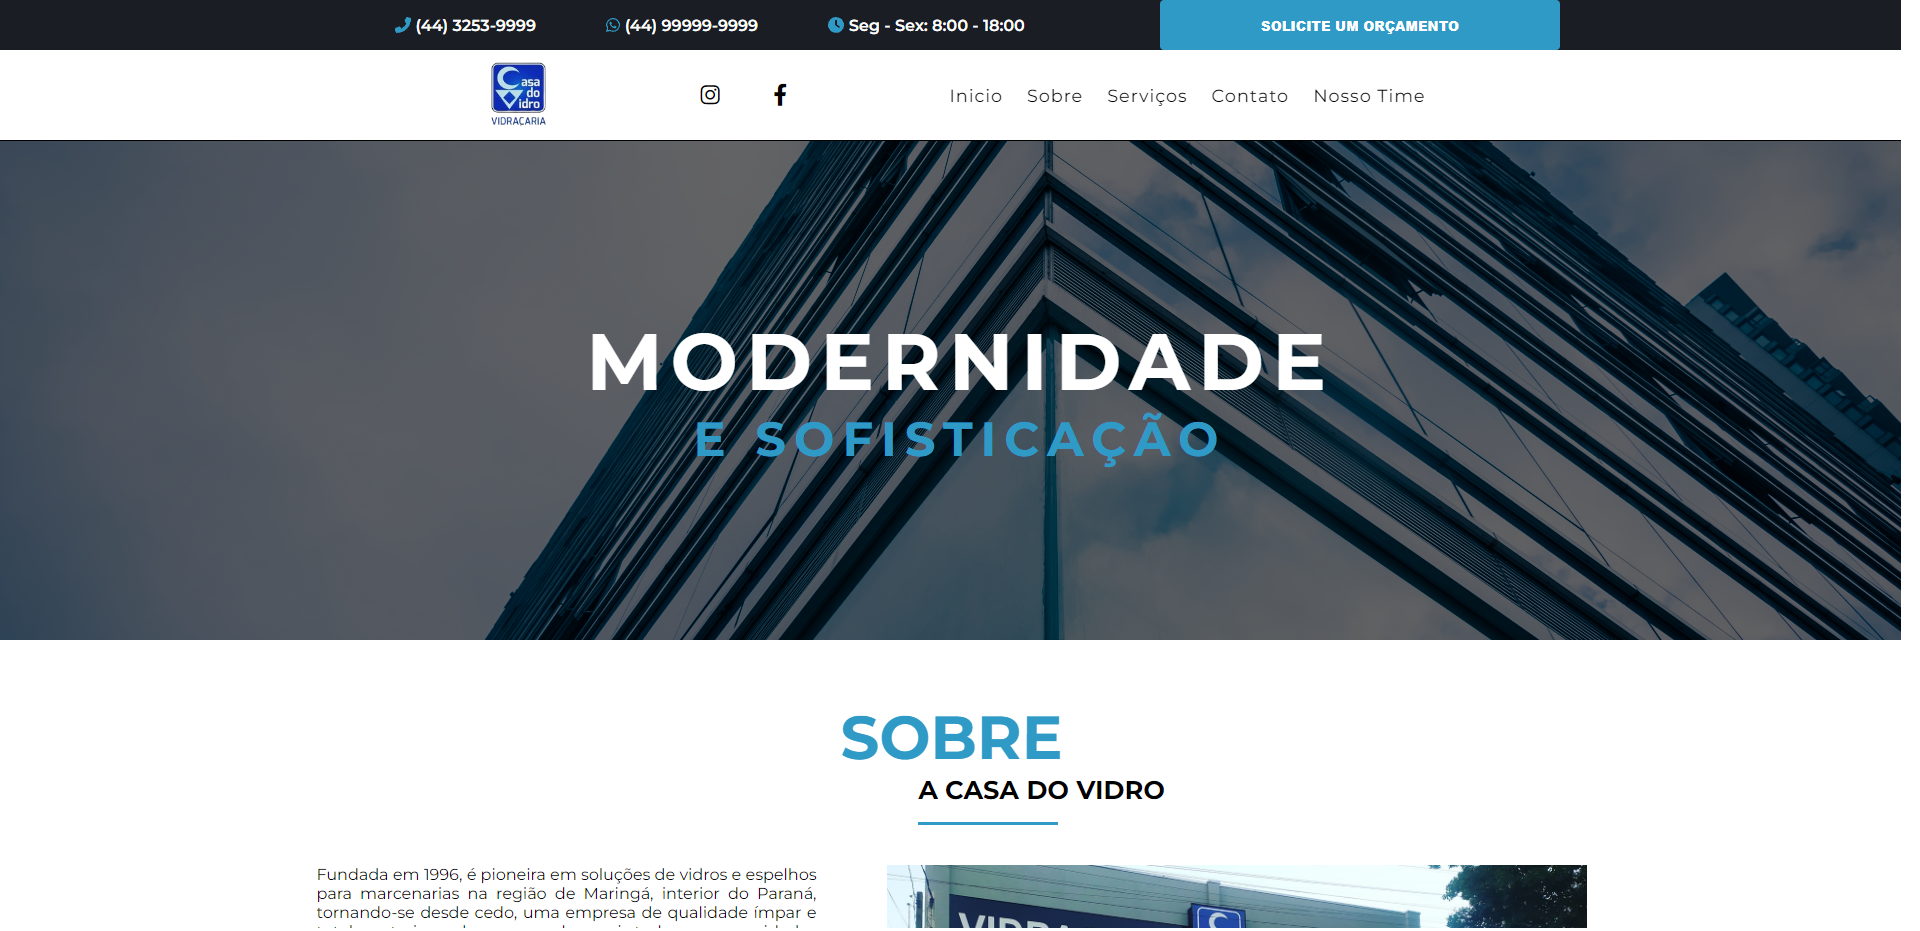 (44) 3253-9999
(44) 99999-9999
Seg - Sex: 8:00 - 18:00
SOLICITE UM ORÇAMENTO
Casa
do
Vidro
VIDRAÇARIA
Inicio
Sobre
Serviços
Contato
Nosso Time
MODERNIDADE
E SOFISTICAÇÃO
SOBRE
A CASA DO VIDRO
Fundada em 1996, é pioneira em soluções de vidros e espelhos
para marcenarias na região de Maringá, interior do Paraná,
tornando-se desde cedo, uma empresa de qualidade ímpar e